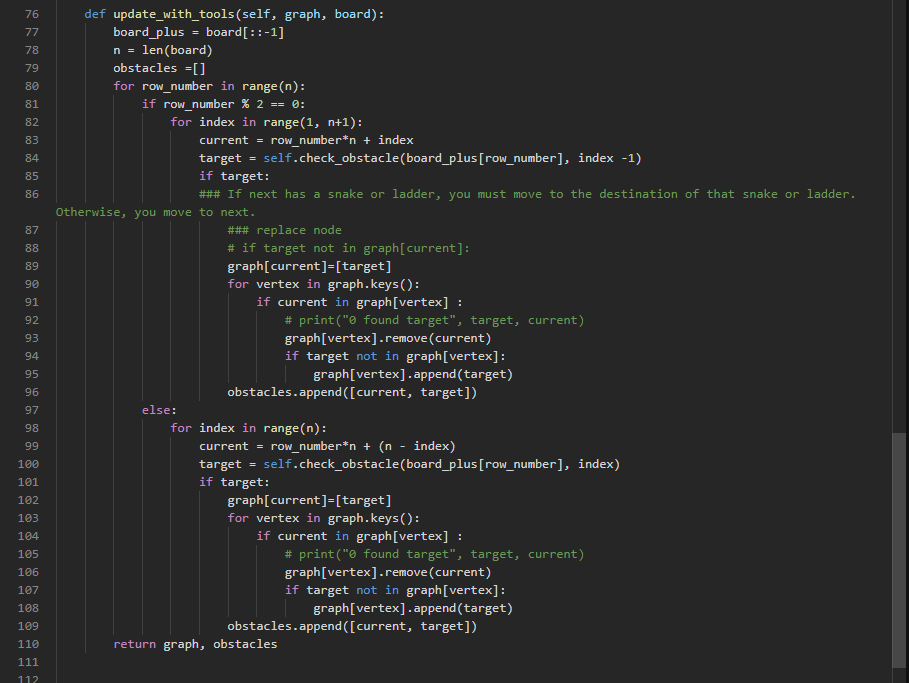 76 def update_with_tools(self, graph, board):
77 board_plus = board[::-1]
78 n = len(board)
79 obstacles =[]
80 for row_number in range(n):
81 if row_number % 2 == 0:
82 for index in range(1, n+1):
83 current = row_number*n + index
84 target = self.check_obstacle(board_plus[row_number], index -1)
85 if target:
86 ### If next has a snake or ladder, you must move to the destination of that snake or ladder.
Otherwise, you move to next.
87 ### replace node
88 # if target not in graph[current]:
89 graph[current]=[target]
90 for vertex in graph.keys():
91 if current in graph[vertex] :
92 # print("0 found target", target, current)
93 graph[vertex].remove(current)
94 if target not in graph[vertex]:
95 graph[vertex].append(target)
96 obstacles.append([current, target])
97 else:
98 for index in range(n):
99 current = row_number*n + (n - index)
100 target = self.check_obstacle(board_plus[row_number], index)
101 if target:
102 graph[current]=[target]
103 for vertex in graph.keys():
104 if current in graph[vertex] :
105 # print("0 found target", target, current)
106 graph[vertex].remove(current)
107 if target not in graph[vertex]:
108 graph[vertex].append(target)
109 obstacles.append([current, target])
110 return graph, obstacles
111
112